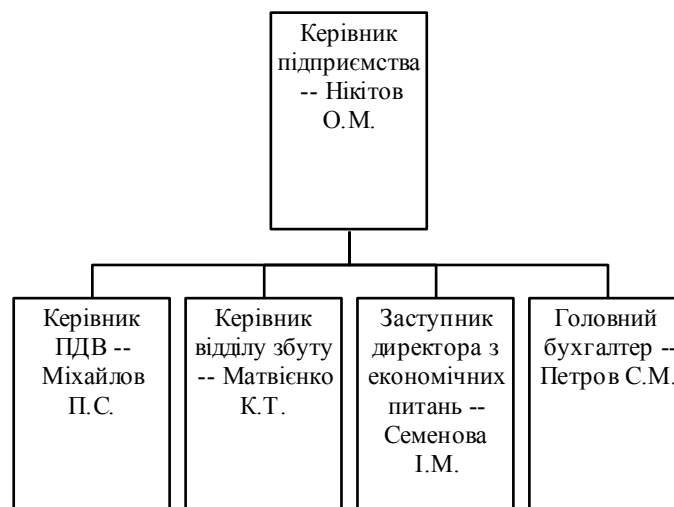 Керівник
підприємства
-- Нікітов
О.М.
Керівник
ПДВ --
Міхайлов
П.С.
Керівник
відділу збуту
-- Матвієнко
К.Т.
Заступник
директора з
економічних
питань --
Семенова
І.М.
Головний
бухгалтер --
Петров С.М.